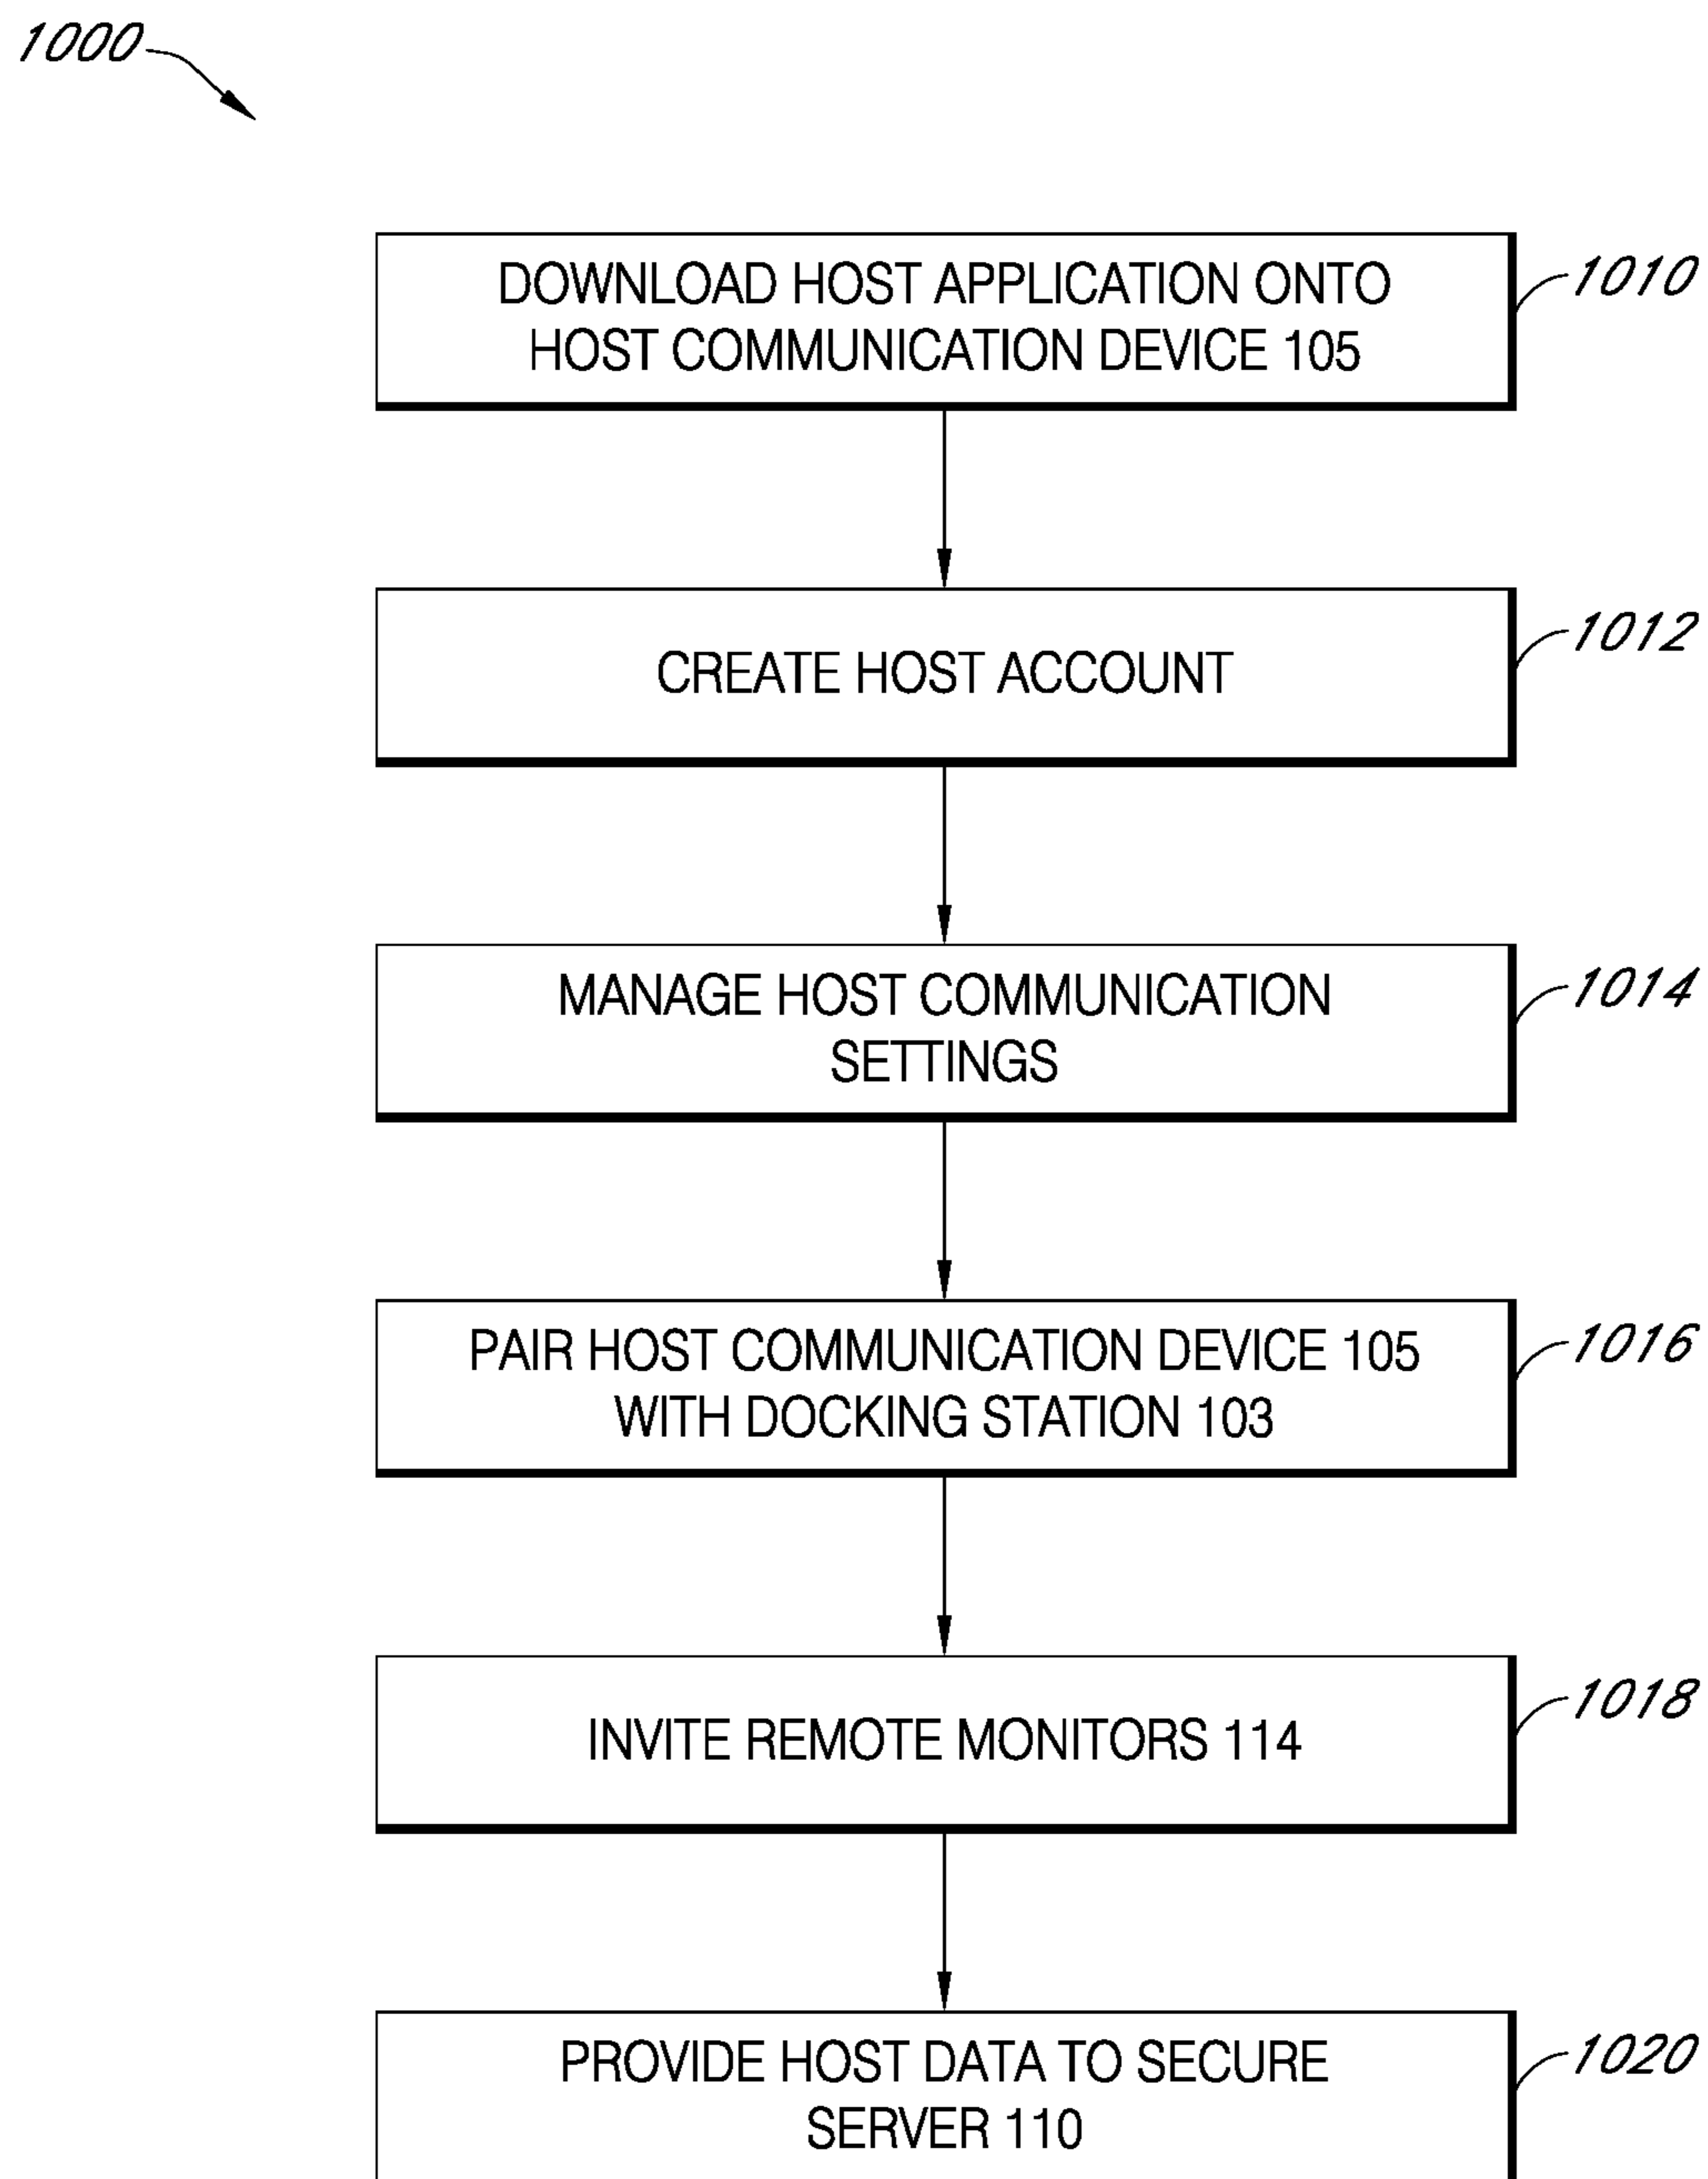 1000
DOWNLOAD HOST APPLICATION ONTO
HOST COMMUNICATION DEVICE 105
1010
CREATE HOST ACCOUNT
1012
MANAGE HOST COMMUNICATION
SETTINGS
1014
PAIR HOST COMMUNICATION DEVICE 105
WITH DOCKING STATION 103
1016
INVITE REMOTE MONITORS 114
1018
PROVIDE HOST DATA TO SECURE
SERVER 110
1020